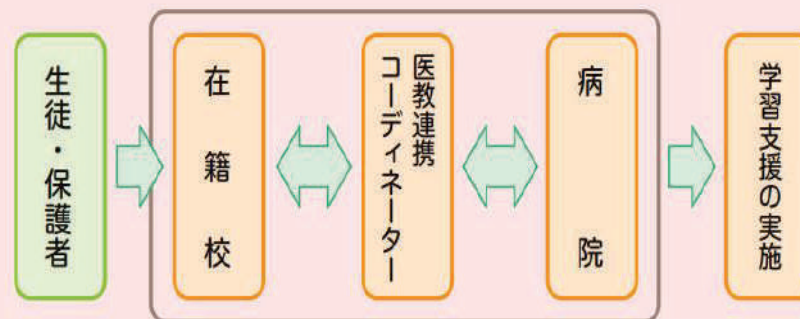 生徒・保護者
在籍校
医教連携
コーディネーター
病院
学習支援の実施